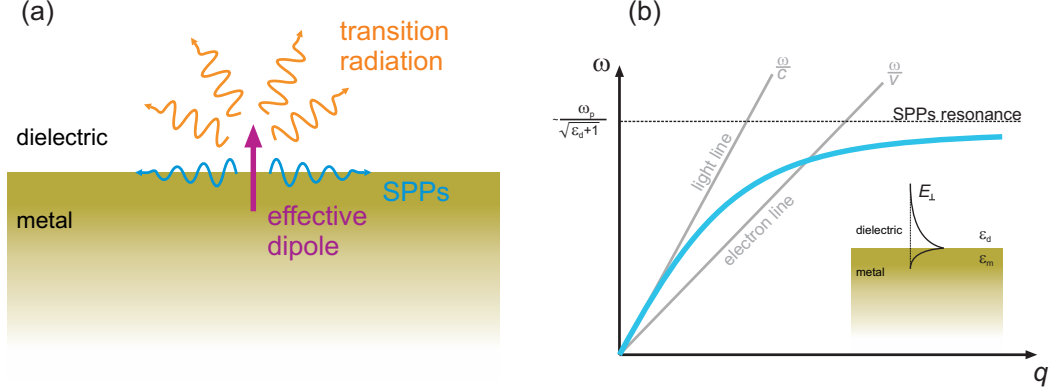 (a)
transition
radiation
dielectric
SPPs
metal
effective
dipole
(b)
ω
ω/c
ω/v
~ ω_p/√(ε_d+1)
SPPs resonance
light line
electron line
E⊥
dielectric
ε_d
metal
ε_m
q